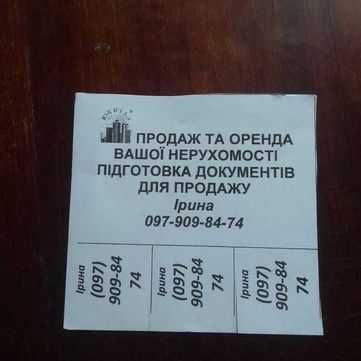 ПРОДАЖ ТА ОРЕНДА
ВАШОЇ НЕРУХОМОСТІ
ПІДГОТОВКА ДОКУМЕНТІВ
ДЛЯ ПРОДАЖУ
Ірина
097-909-84-74
Ірина
(097)
909-84
74
Ірина
(097)
909-84
74
Ірина
(097)
909-84
74